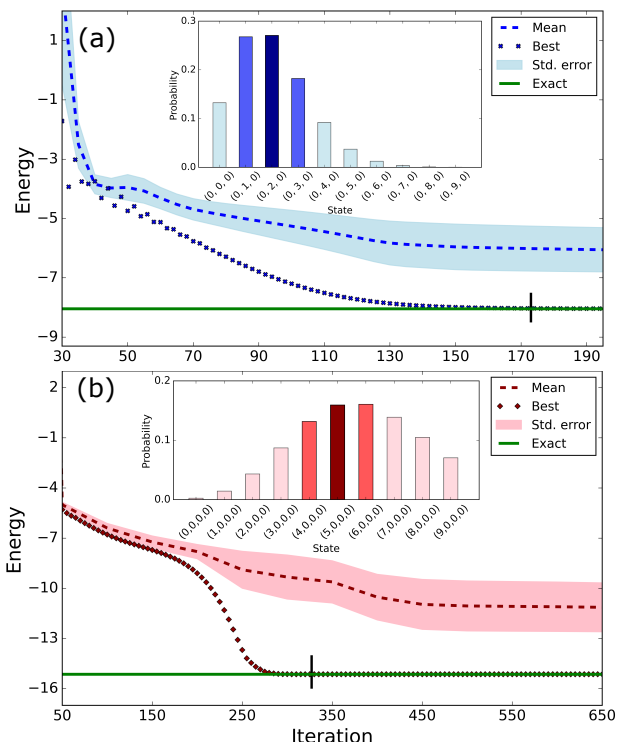 (a)
Energy
2
−1
−3
−5
−7
−9
30 50 70 90 110 130 150 173 195
Mean
Best
Std. error
Exact
Probability
0.3
0.2
0.1
0.0
(0, 0, 0) (0, 1, 0) (0, 2, 0) (0, 3, 0) (0, 4, 0) (0, 5, 0) (0, 6, 0) (0, 7, 0) (0, 8, 0) (0, 9, 0)
State
(b)
Energy
2
−1
−4
−7
−10
−13
−16
50 150 250 350 450 550 650
Iteration
Mean
Best
Std. error
Exact
Probability
0.2
0.1
0.0
(0,0,0,0) (1,0,0,0) (2,0,0,0) (3,0,0,0) (4,0,0,0) (5,0,0,0) (6,0,0,0) (7,0,0,0) (8,0,0,0) (9,0,0,0)
State